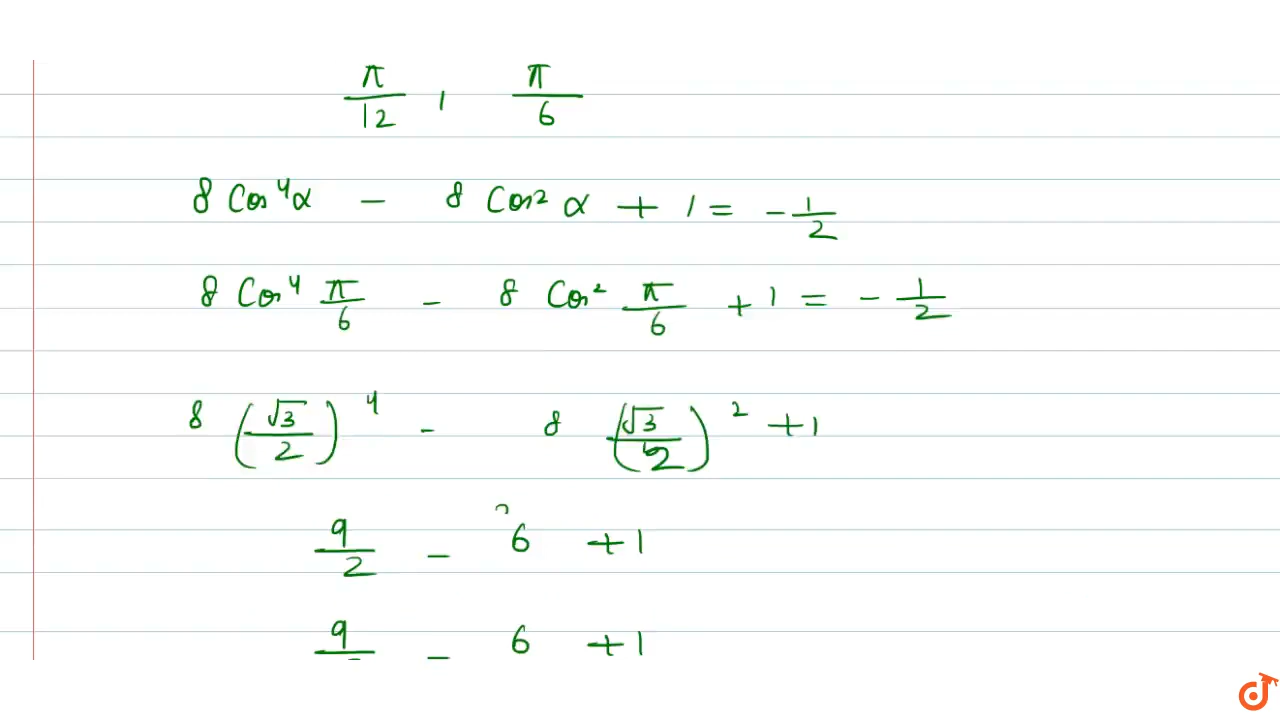 π/12 , π/6
8 Cos⁴α - 8 Cos² α + 1 = - 1/2
8 Cos⁴ π/6 - 8 Cos² π/6 + 1 = - 1/2
8 (√3/2)⁴ - 8 (√3/2)² + 1
9/2 - 6 + 1
9 - 6 + 1